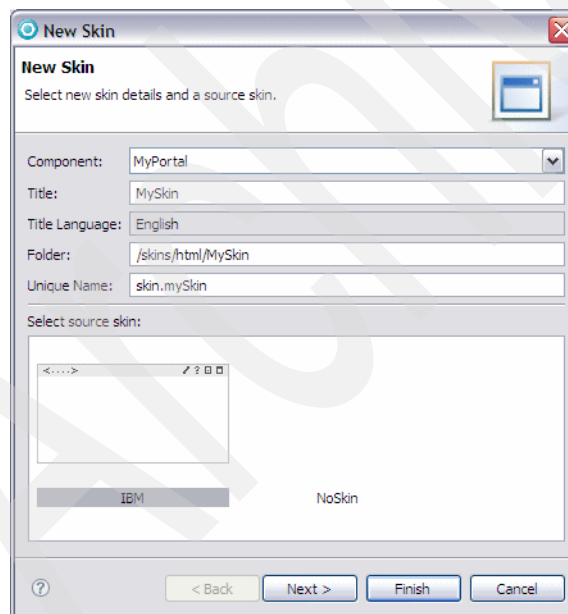 New Skin
New Skin
Select new skin details and a source skin.
Component: MyPortal
Title: MySkin
Title Language: English
Folder: /skins/html/MySkin
Unique Name: skin.mySkin
Select source skin:
<....> ?
IBM NoSkin
? < Back Next > Finish Cancel